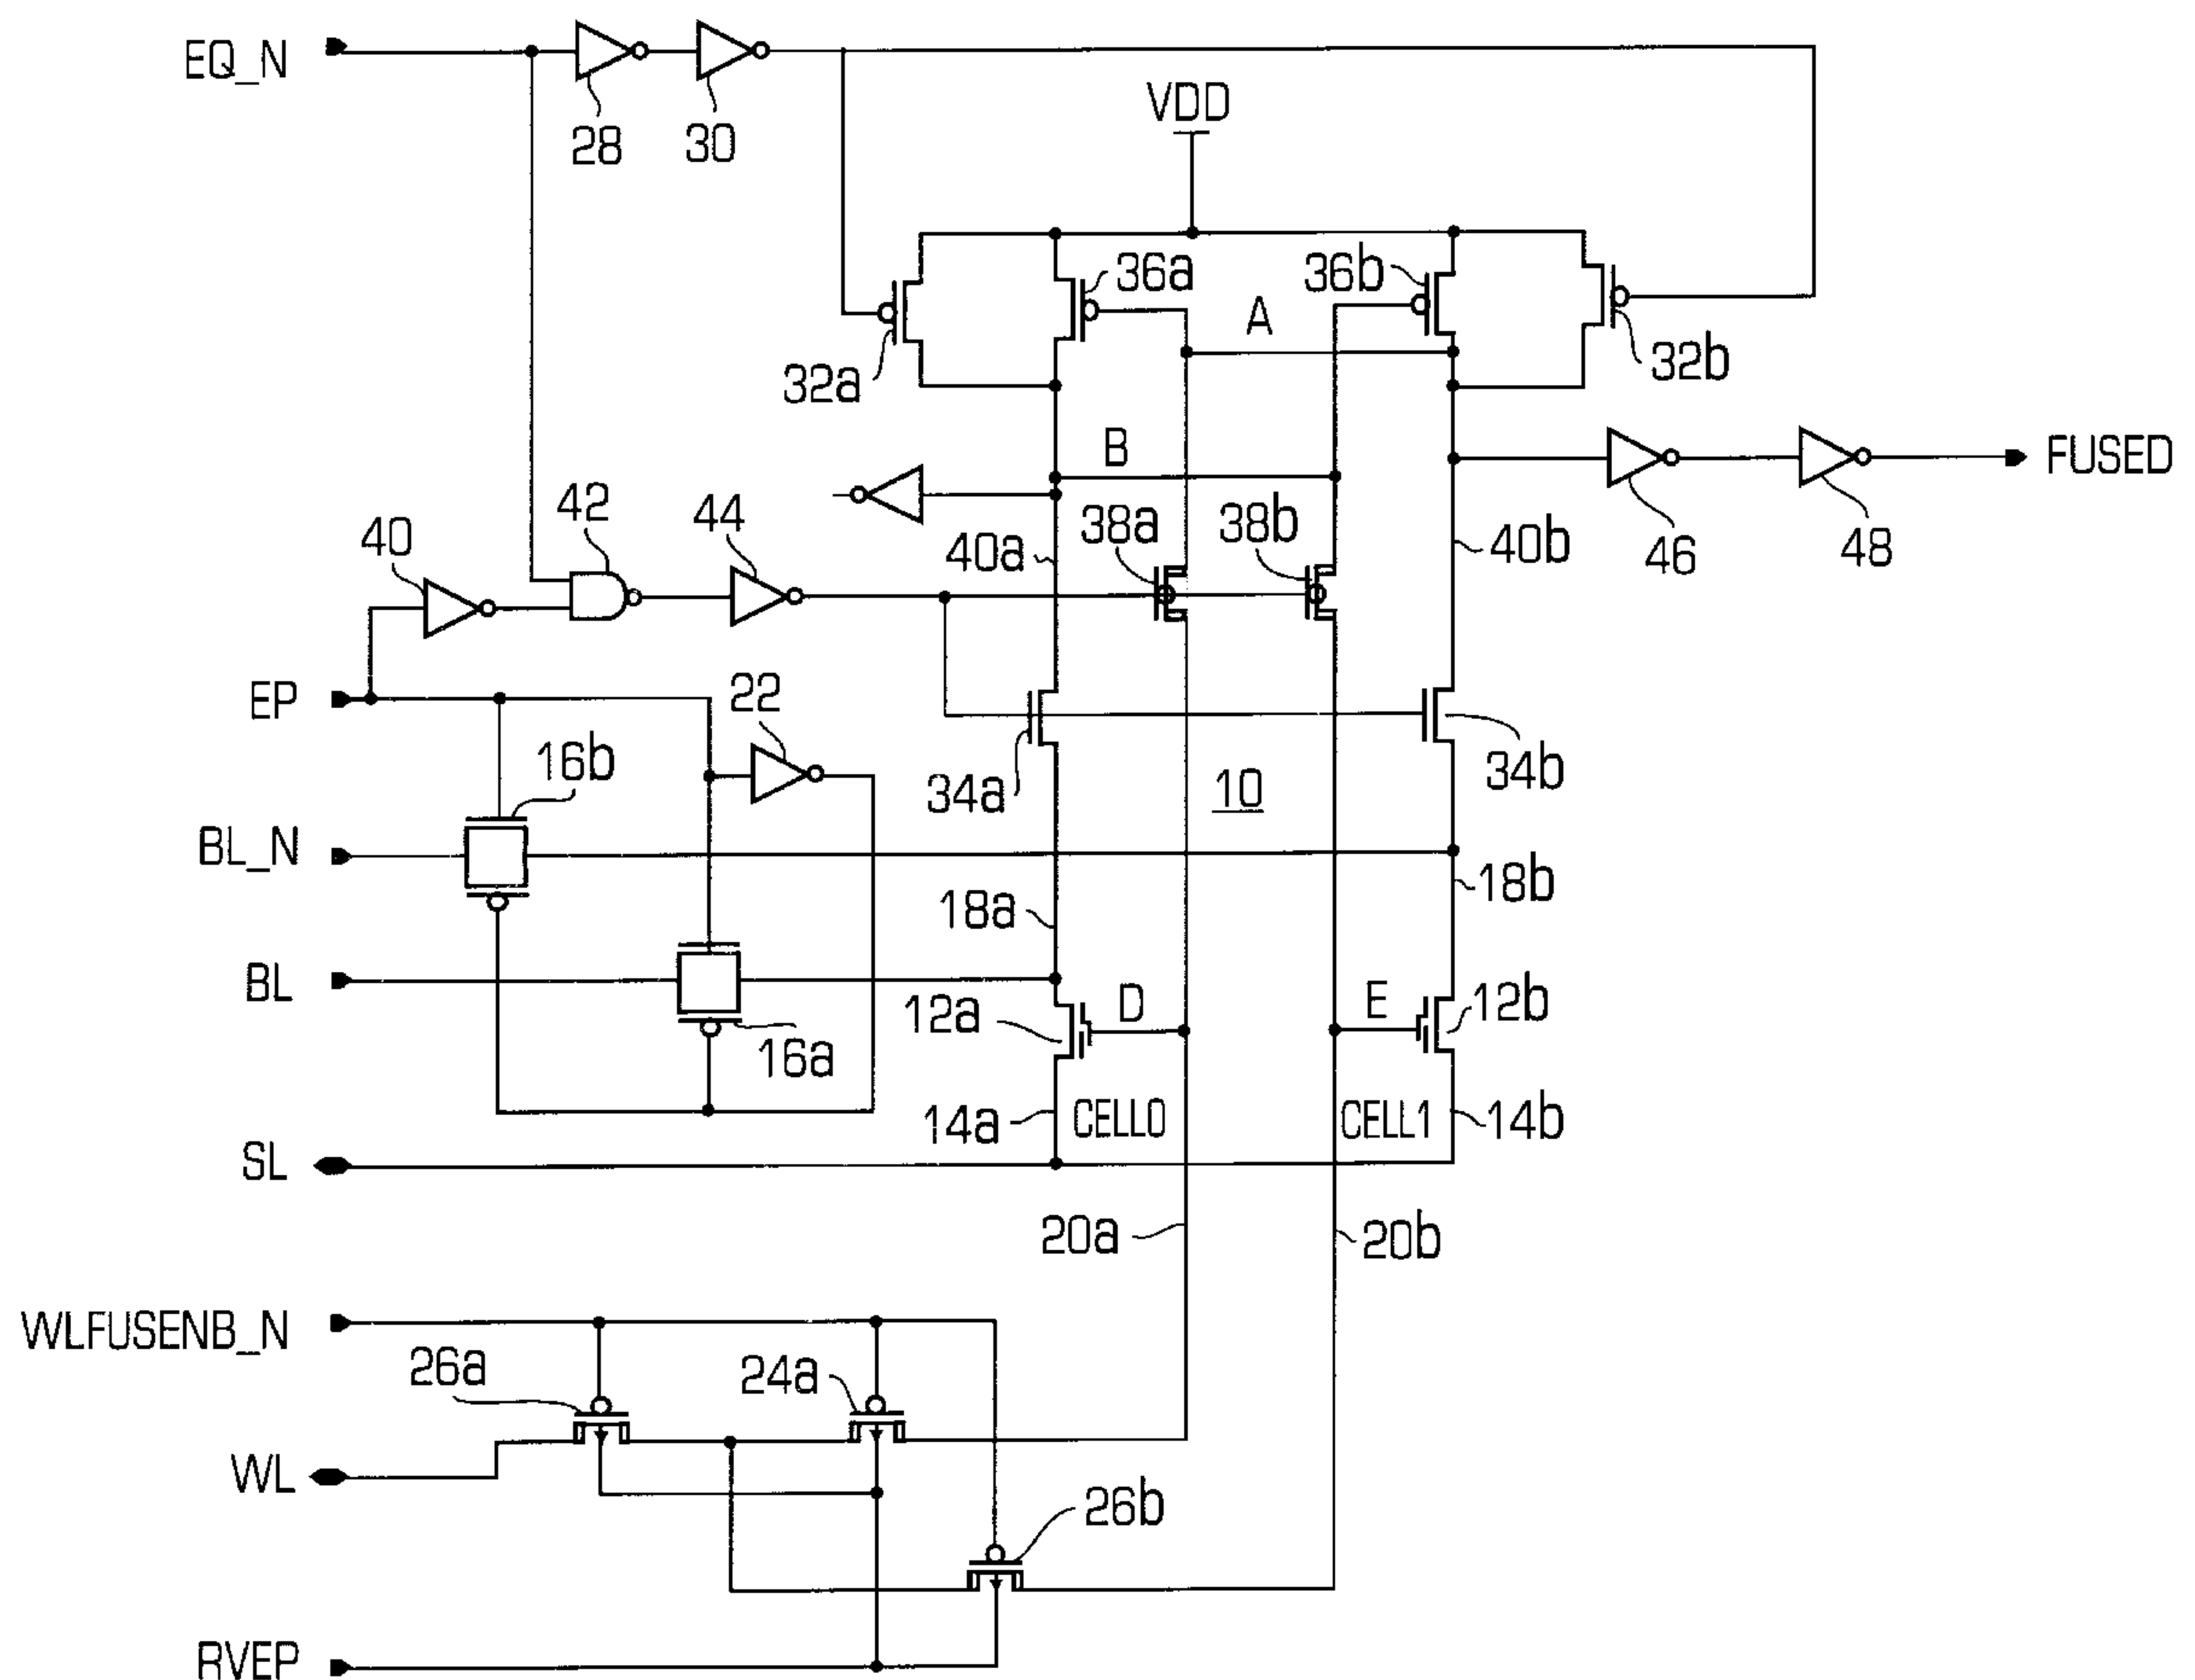 EQ_N
28
30
VDD
36a
36b
A
32a
32b
B
FUSED
42
44
40
40a
38a
38b
40b
46
48
EP
22
16b
34a
10
34b
BL_N
18a
18b
BL
12a
D
E
12b
16a
14a
CELL0
CELL1
14b
SL
20a
20b
WLFUSENB_N
26a
24a
WL
26b
RVEP